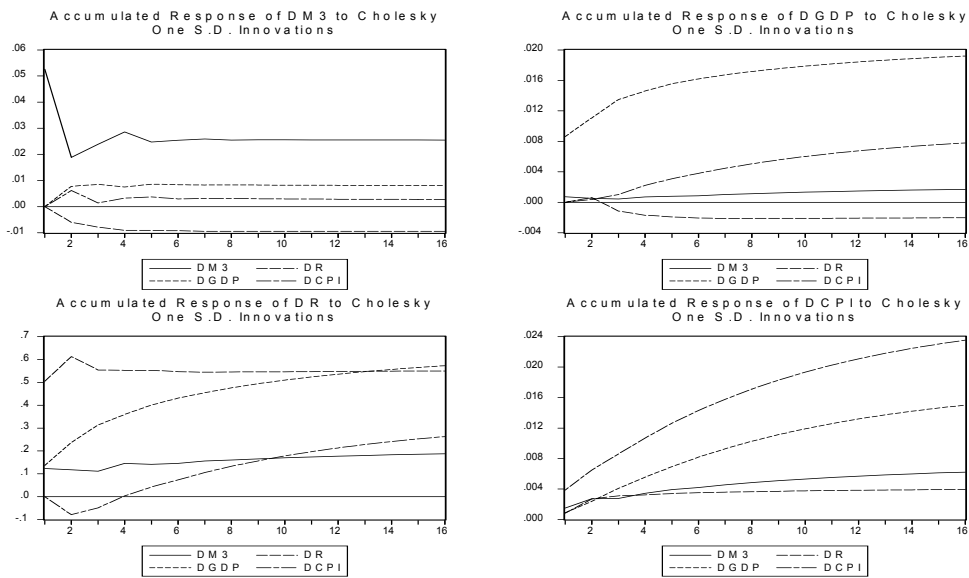 Accumulated Response of DM3 to Cholesky
One S.D. Innovations
.06
.05
.04
.03
.02
.01
.00
-.01
2 4 6 8 10 12 14 16
DM3 DR
DGDP DCPI
Accumulated Response of DGDP to Cholesky
One S.D. Innovations
.020
.016
.012
.008
.004
.000
-.004
2 4 6 8 10 12 14 16
DM3 DR
DGDP DCPI
Accumulated Response of DR to Cholesky
One S.D. Innovations
.7
.6
.5
.4
.3
.2
.1
.0
-.1
2 4 6 8 10 12 14 16
DM3 DR
DGDP DCPI
Accumulated Response of DCPI to Cholesky
One S.D. Innovations
.024
.020
.016
.012
.008
.004
.000
2 4 6 8 10 12 14 16
DM3 DR
DGDP DCPI